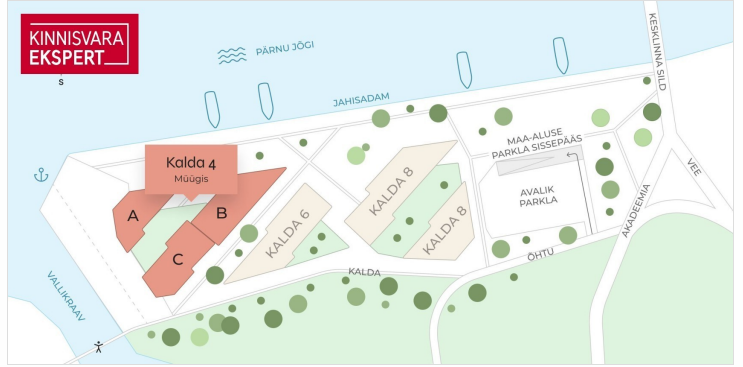 KINNISVARA
EKSPERT
S
PÄRNU JÕGI
JAHISADAM
KESKLINNA SILD
MAA-ALUSE
PARKLA SISSEPÄÄS
VEE
Kalda 4
Müügis
A
B
C
KALDA 6
KALDA 8
KALDA 8
AVALIK
PARKLA
AKADEEMIA
ÕHTU
KALDA
VALLIKRAAV